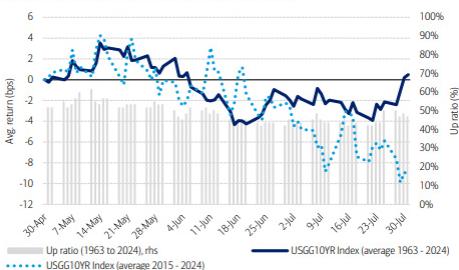 6
4
2
0
-2
-4
-6
-8
-10
-12
Avg. return (bps)
100%
90%
80%
70%
60%
50%
40%
30%
20%
10%
0%
Up ratio (%)
30-Apr
7-May
14-May
21-May
28-May
4-Jun
11-Jun
18-Jun
25-Jun
2-Jul
9-Jul
16-Jul
23-Jul
30-Jul
Up ratio (1963 to 2024), rhs
USGG10YR Index (average 1963 - 2024)
USGG10YR Index (average 2015 - 2024)